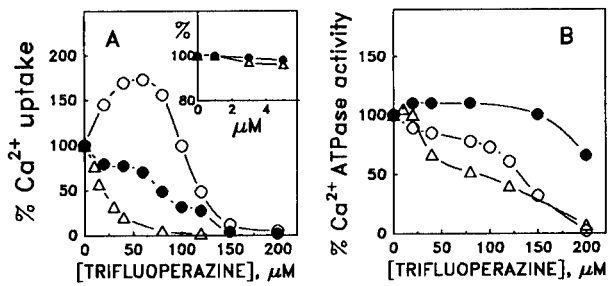 A
B
% Ca2+ uptake
200
150
100
50
0
%
100
80
0 2 4
μM
0 50 100 150 200
[TRIFLUOPERAZINE], μM
% Ca2+ ATPase activity
150
100
50
0
0 50 100 150 200
[TRIFLUOPERAZINE], μM